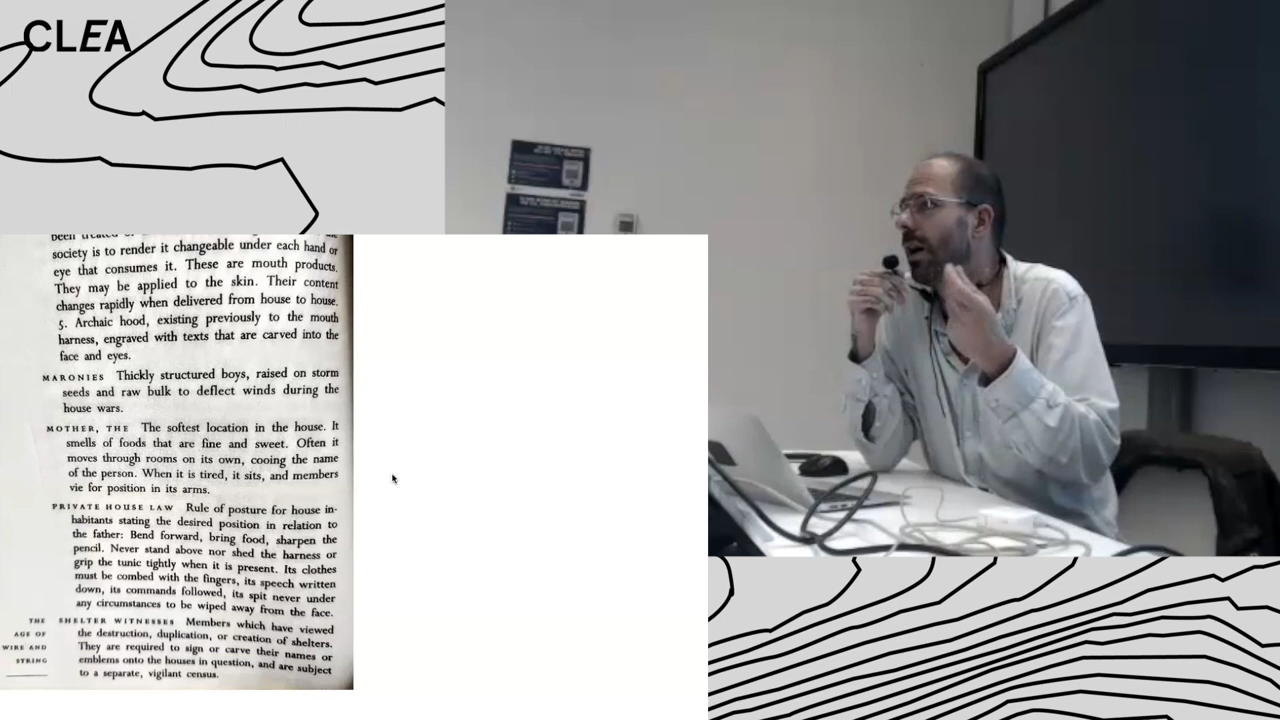 CLEA
society is to render it changeable under each hand or
eye that consumes it. These are mouth products.
They may be applied to the skin. Their content
changes rapidly when delivered from house to house.
5. Archaic hood, existing previously to the mouth
harness, engraved with texts that are carved into the
face and eyes.
MARONIES Thickly structured boys, raised on storm
seeds and raw bulk to deflect winds during the
house wars.
MOTHER, THE The softest location in the house. It
smells of foods that are fine and sweet. Often it
moves through rooms on its own, cooing the name
of the person. When it is tired, it sits, and members
vie for position in its arms.
PRIVATE HOUSE LAW Rule of posture for house in-
habitants stating the desired position in relation to
the father: Bend forward, bring food, sharpen the
pencil. Never stand above nor shed the harness or
grip the tunic tightly when it is present. Its clothes
must be combed with the fingers, its speech written
down, its commands followed, its spit never under
any circumstances to be wiped away from the face.
SHELTER WITNESSES Members which have viewed
the destruction, duplication, or creation of shelters.
They are required to sign or carve their names or
emblems onto the houses in question, and are subject
to a separate, vigilant census.
THE
AGE OF
WIRE AND
STRING